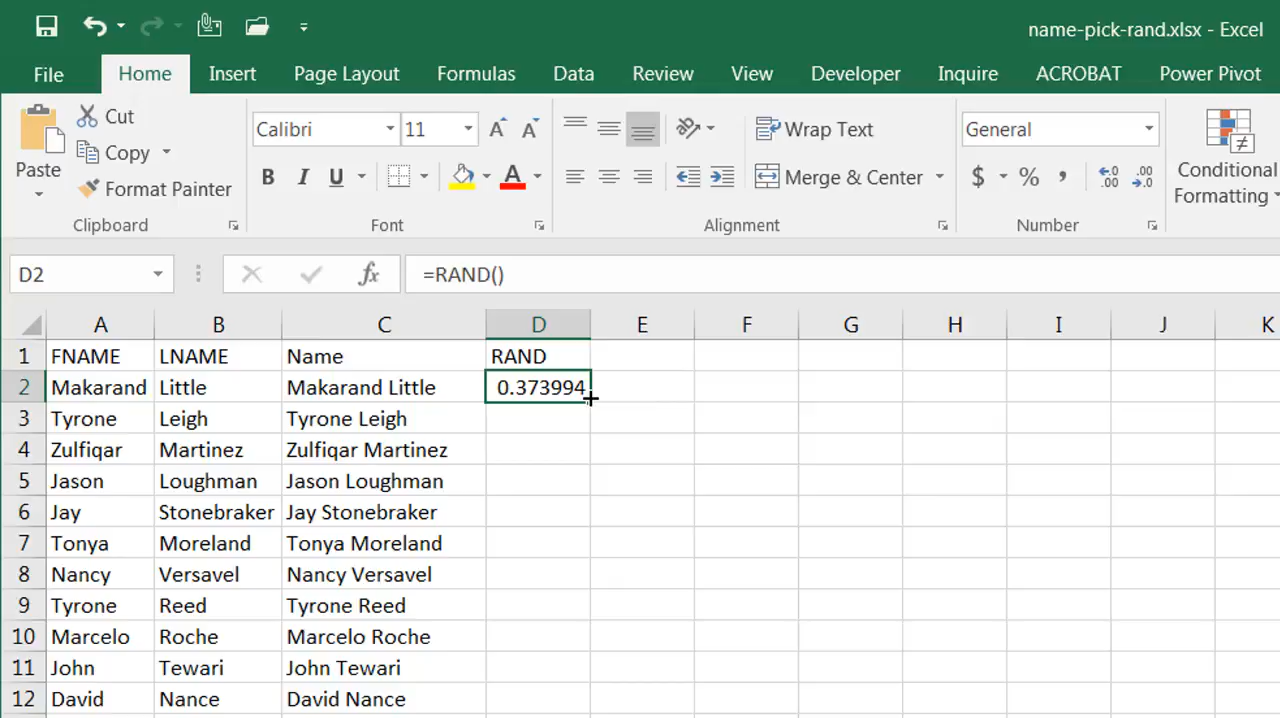 name-pick-rand.xlsx - Excel
File Home Insert Page Layout Formulas Data Review View Developer Inquire ACROBAT Power Pivot
Paste
Cut
Copy
Format Painter
Clipboard
Calibri 11
A A
B I U A
Font
Wrap Text
Merge & Center
Alignment
General
$ % , .0 .00 .00 .0
Number
Conditional
Formatting
D2 fx =RAND()
A B C D E F G H I J K
1 FNAME LNAME Name RAND
2 Makarand Little Makarand Little 0.373994
3 Tyrone Leigh Tyrone Leigh
4 Zulfiqar Martinez Zulfiqar Martinez
5 Jason Loughman Jason Loughman
6 Jay Stonebraker Jay Stonebraker
7 Tonya Moreland Tonya Moreland
8 Nancy Versavel Nancy Versavel
9 Tyrone Reed Tyrone Reed
10 Marcelo Roche Marcelo Roche
11 John Tewari John Tewari
12 David Nance David Nance